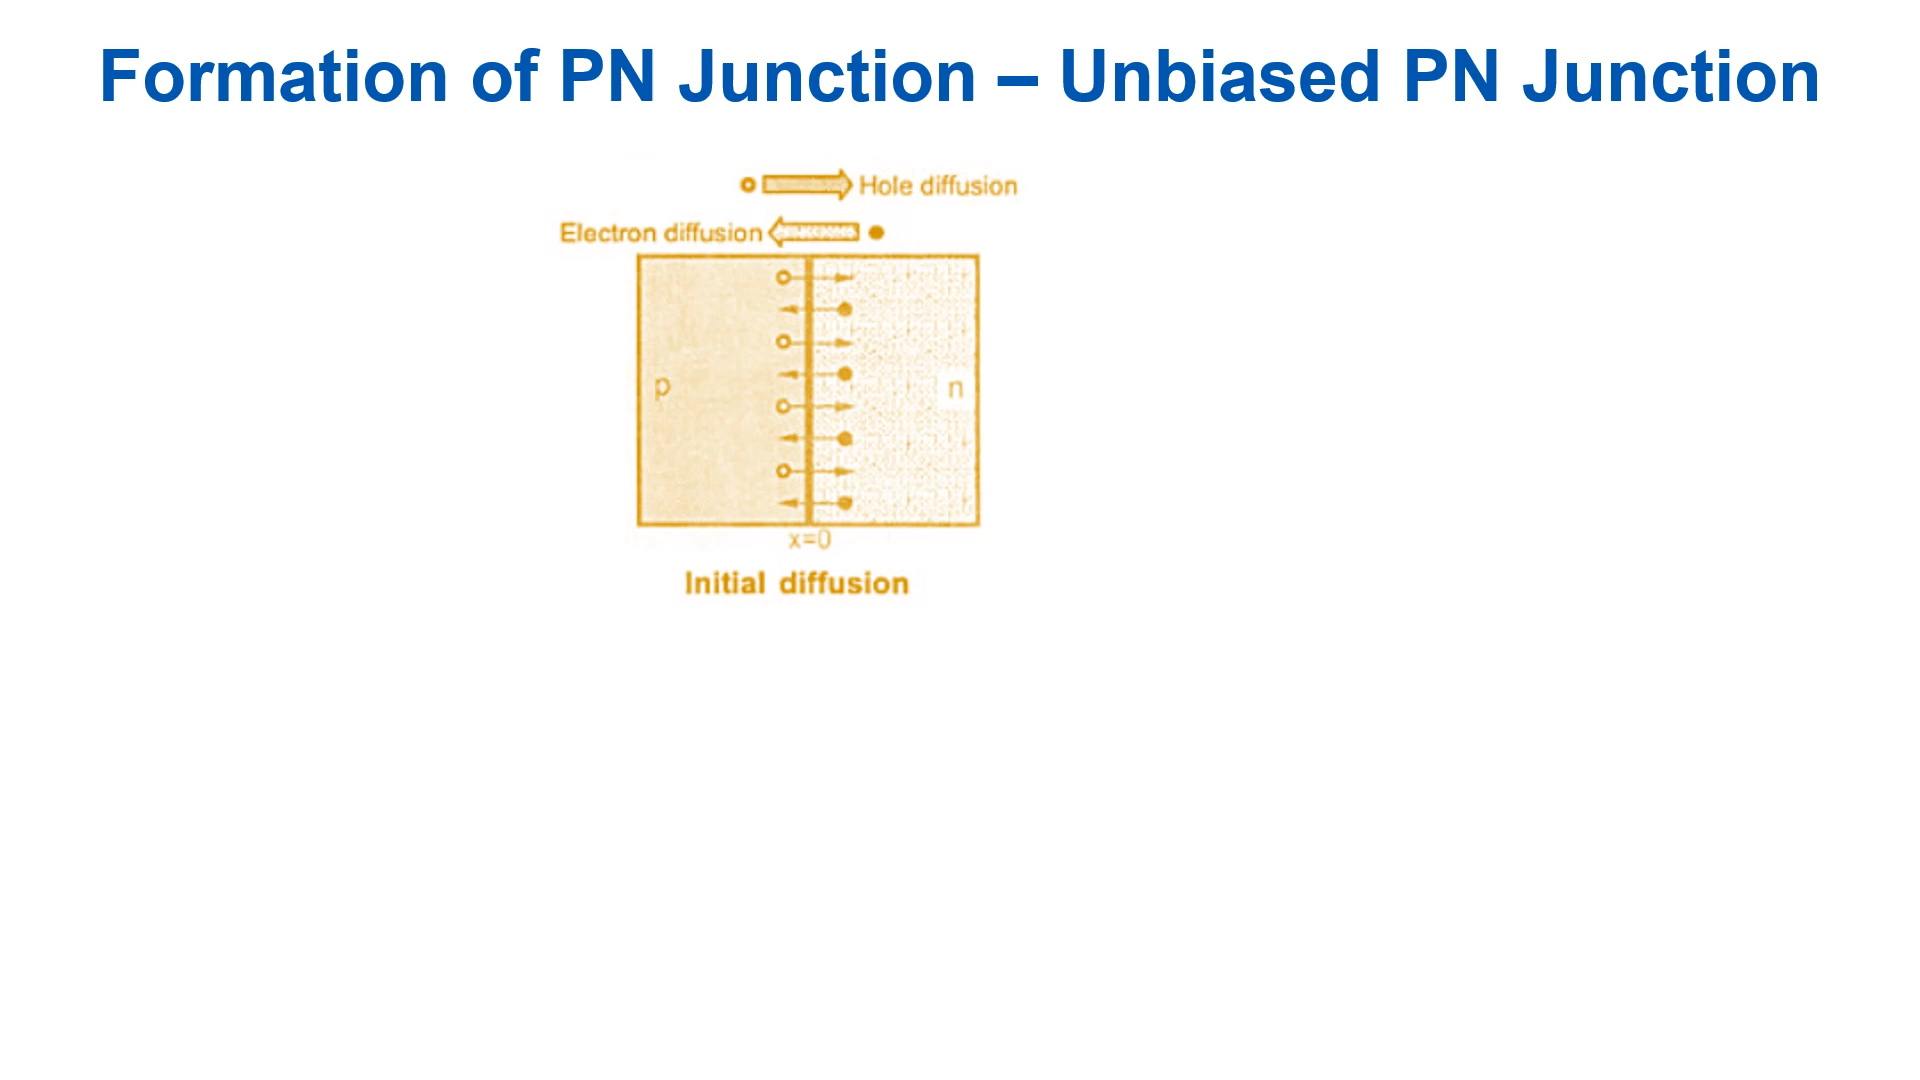 Formation of PN Junction – Unbiased PN Junction
Hole diffusion
Electron diffusion
p
n
x=0
Initial diffusion